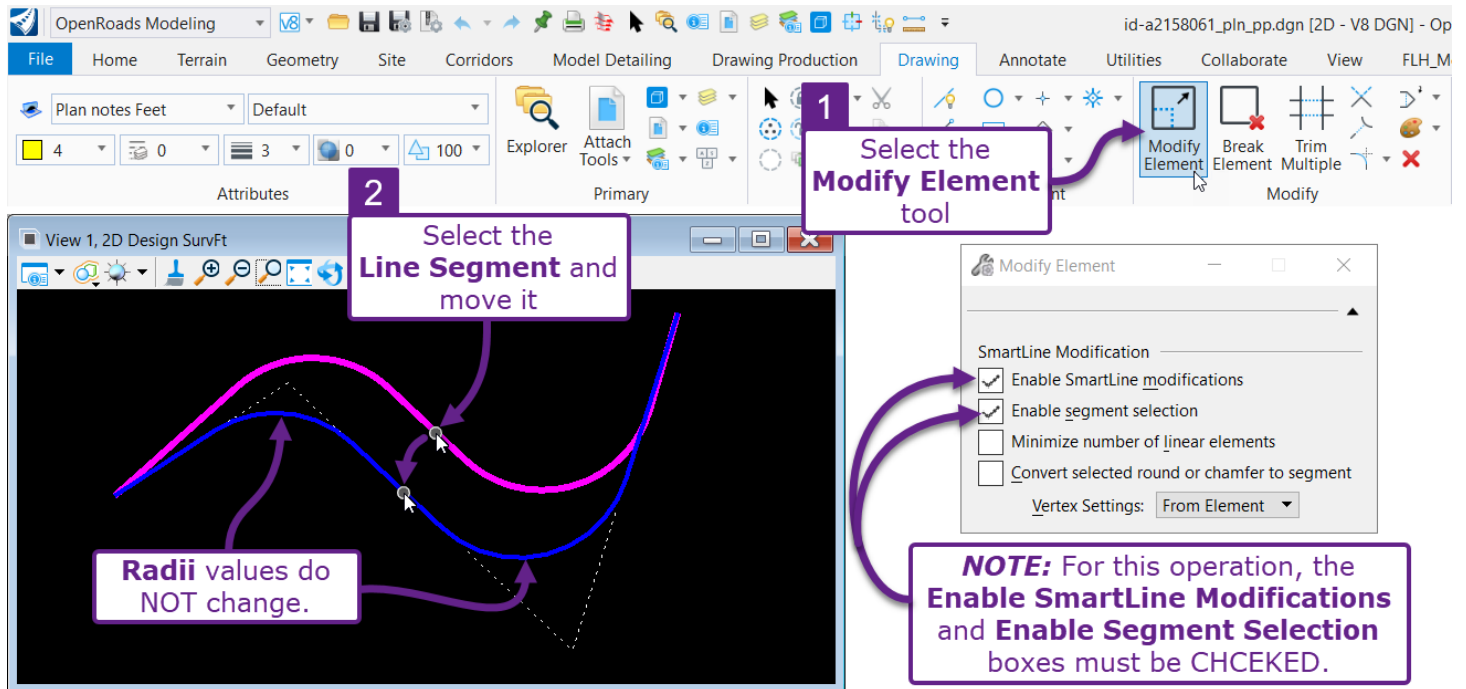 OpenRoads Modeling
id-a2158061_pln_pp.dgn [2D - V8 DGN] - Op
File Home Terrain Geometry Site Corridors Model Detailing Drawing Production Drawing Annotate Utilities Collaborate View FLH_M
Plan notes Feet Default
4 0 3 0 100
Attributes
Explorer Attach Tools
Primary
1
Select the
Modify Element
tool
Modify Element
Break Element
Trim Multiple
Modify
2
Select the
Line Segment and
move it
View 1, 2D Design SurvFt
Radii values do
NOT change.
Modify Element
SmartLine Modification
Enable SmartLine modifications
Enable segment selection
Minimize number of linear elements
Convert selected round or chamfer to segment
Vertex Settings: From Element
NOTE: For this operation, the
Enable SmartLine Modifications
and Enable Segment Selection
boxes must be CHCEKED.